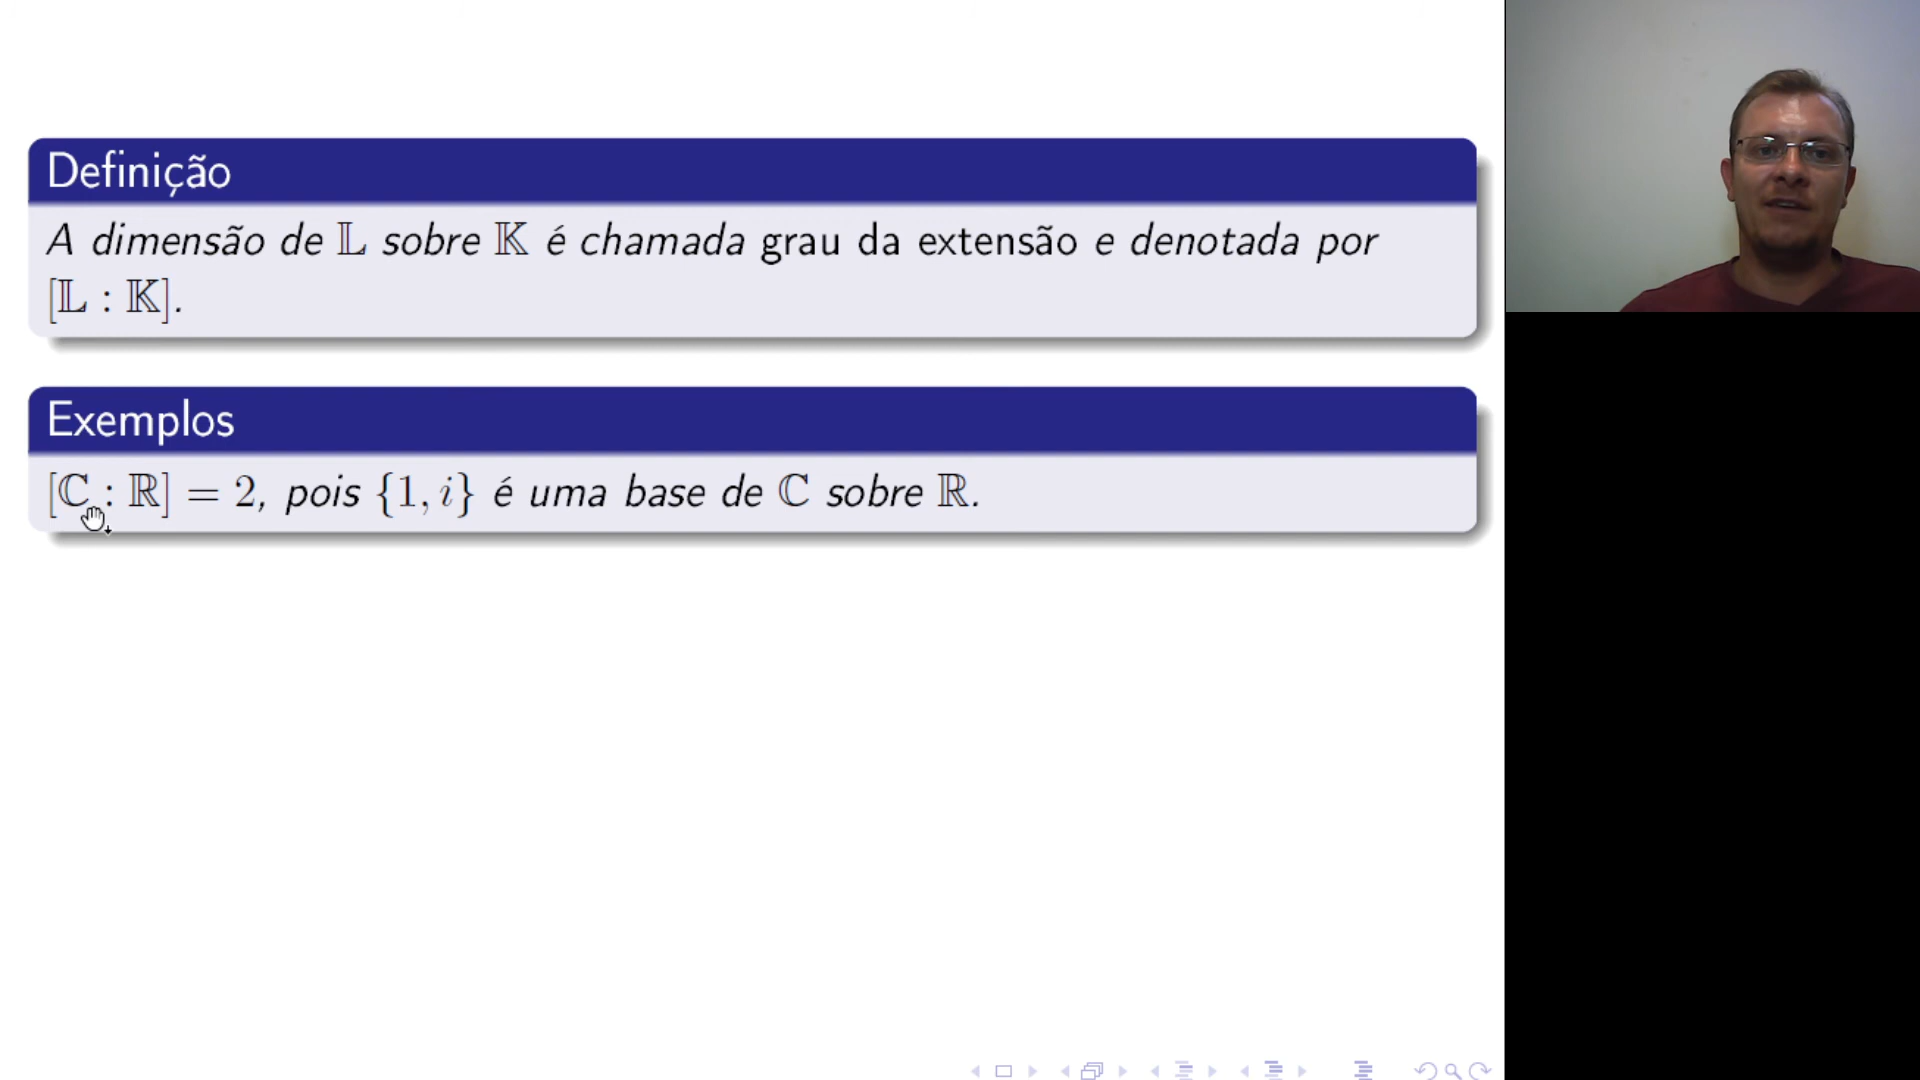 Definição
A dimensão de 𝕃 sobre 𝕂 é chamada grau da extensão e denotada por
[𝕃 : 𝕂].
Exemplos
[ℂ : ℝ] = 2, pois {1, i} é uma base de ℂ sobre ℝ.